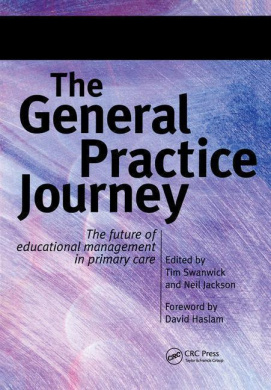 The
General
Practice
Journey
The future of
educational management
in primary care
Edited by
Tim Swanwick
and Neil Jackson
Foreword by
David Haslam
CRC
CRC Press
Taylor & Francis Group